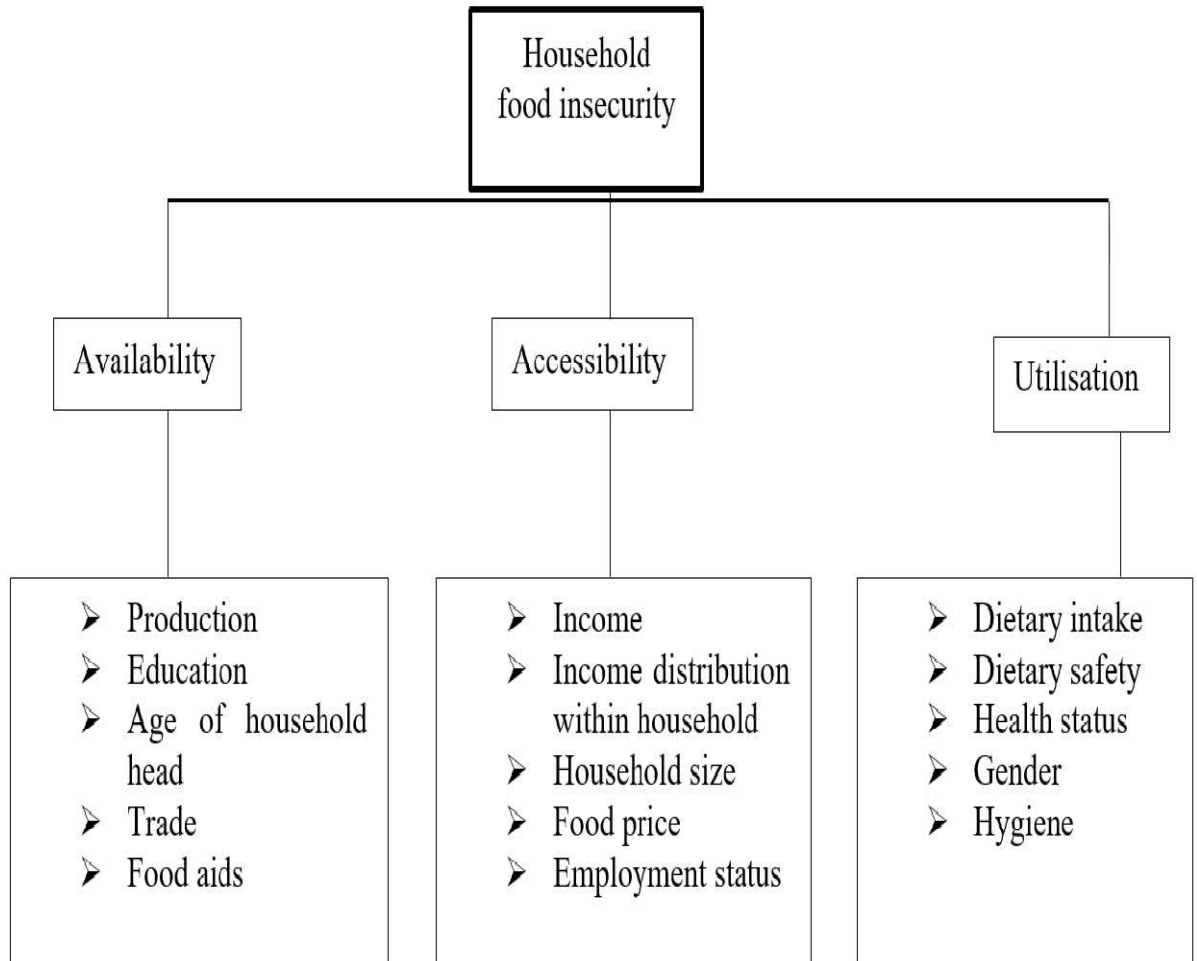 Household
food insecurity
Availability
Accessibility
Utilisation
➢ Production
➢ Education
➢ Age of household
head
➢ Trade
➢ Food aids
➢ Income
➢ Income distribution
within household
➢ Household size
➢ Food price
➢ Employment status
➢ Dietary intake
➢ Dietary safety
➢ Health status
➢ Gender
➢ Hygiene